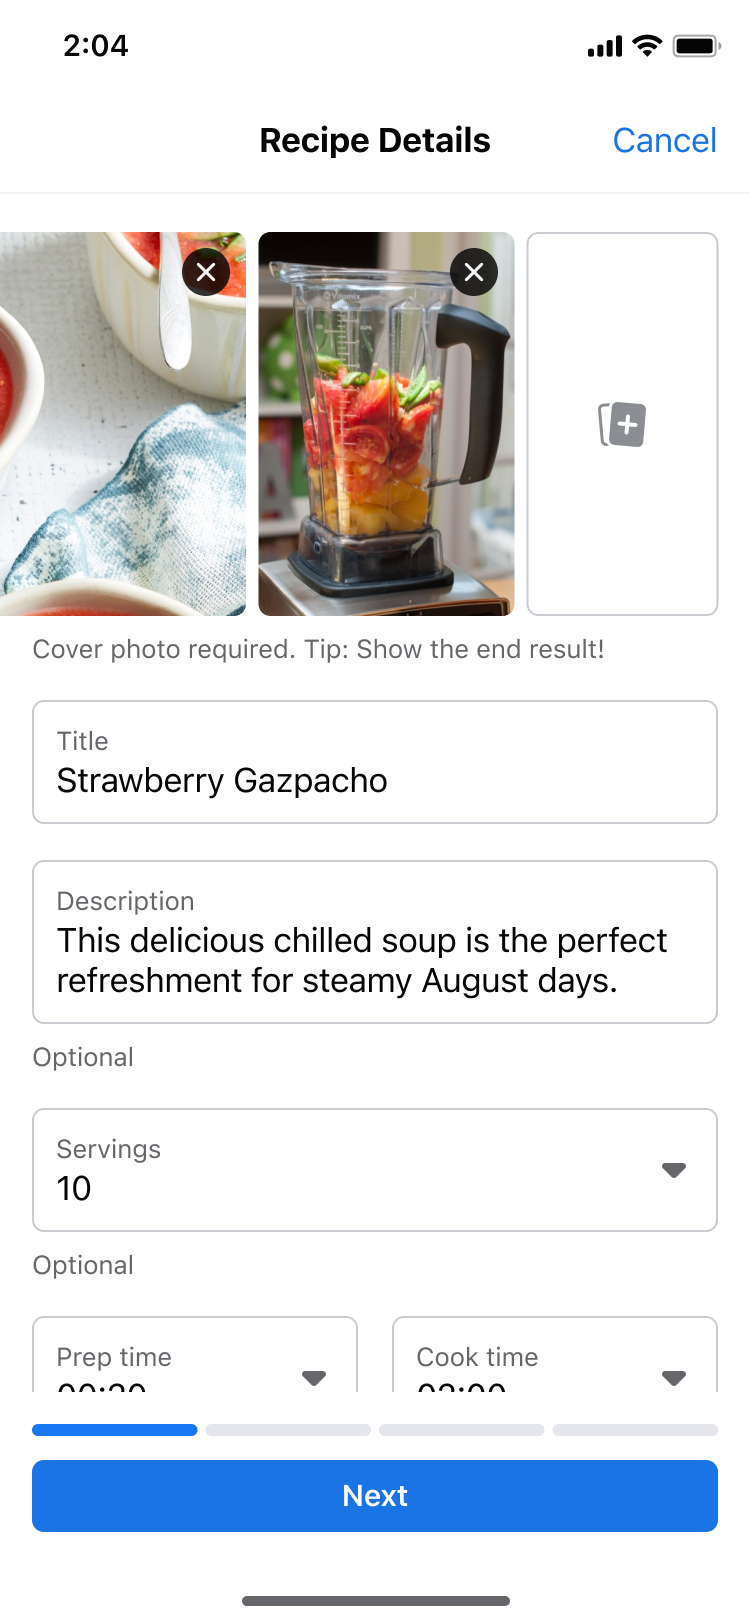 2:04
Recipe Details
Cancel
Vitamix
Cover photo required. Tip: Show the end result!
Title
Strawberry Gazpacho
Description
This delicious chilled soup is the perfect
refreshment for steamy August days.
Optional
Servings
10
Optional
Prep time
Cook time
Next